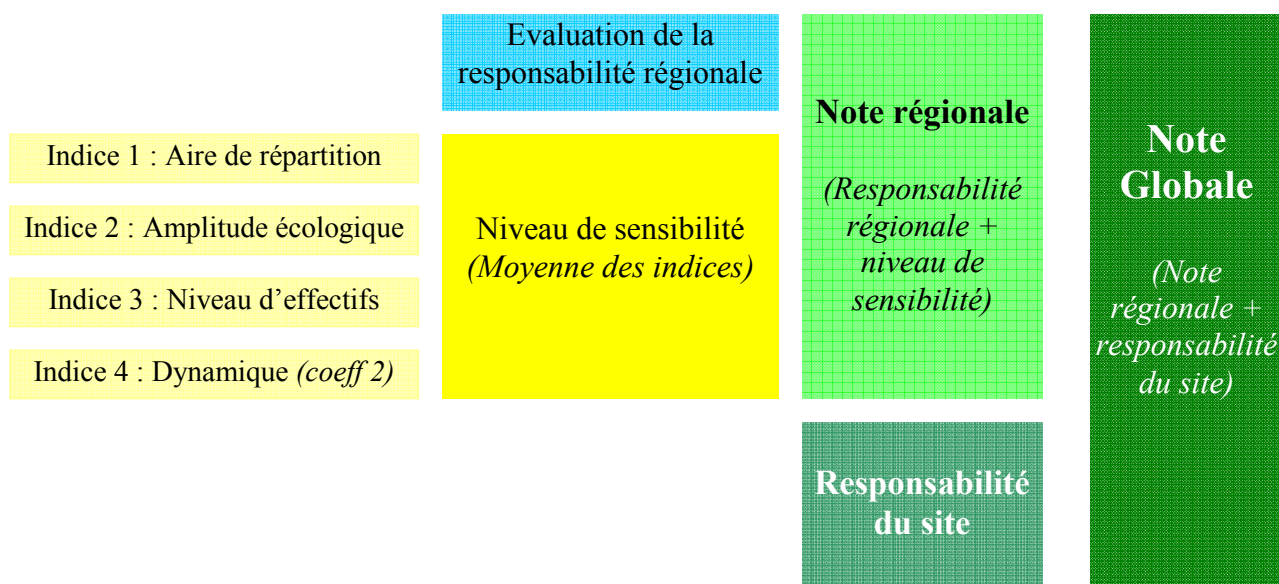 Evaluation de la
responsabilité régionale
Indice 1 : Aire de répartition
Indice 2 : Amplitude écologique
Indice 3 : Niveau d’effectifs
Indice 4 : Dynamique (coeff 2)
Niveau de sensibilité
(Moyenne des indices)
Note régionale
(Responsabilité
régionale +
niveau de
sensibilité)
Responsabilité
du site
Note
Globale
(Note
régionale +
responsabilité
du site)